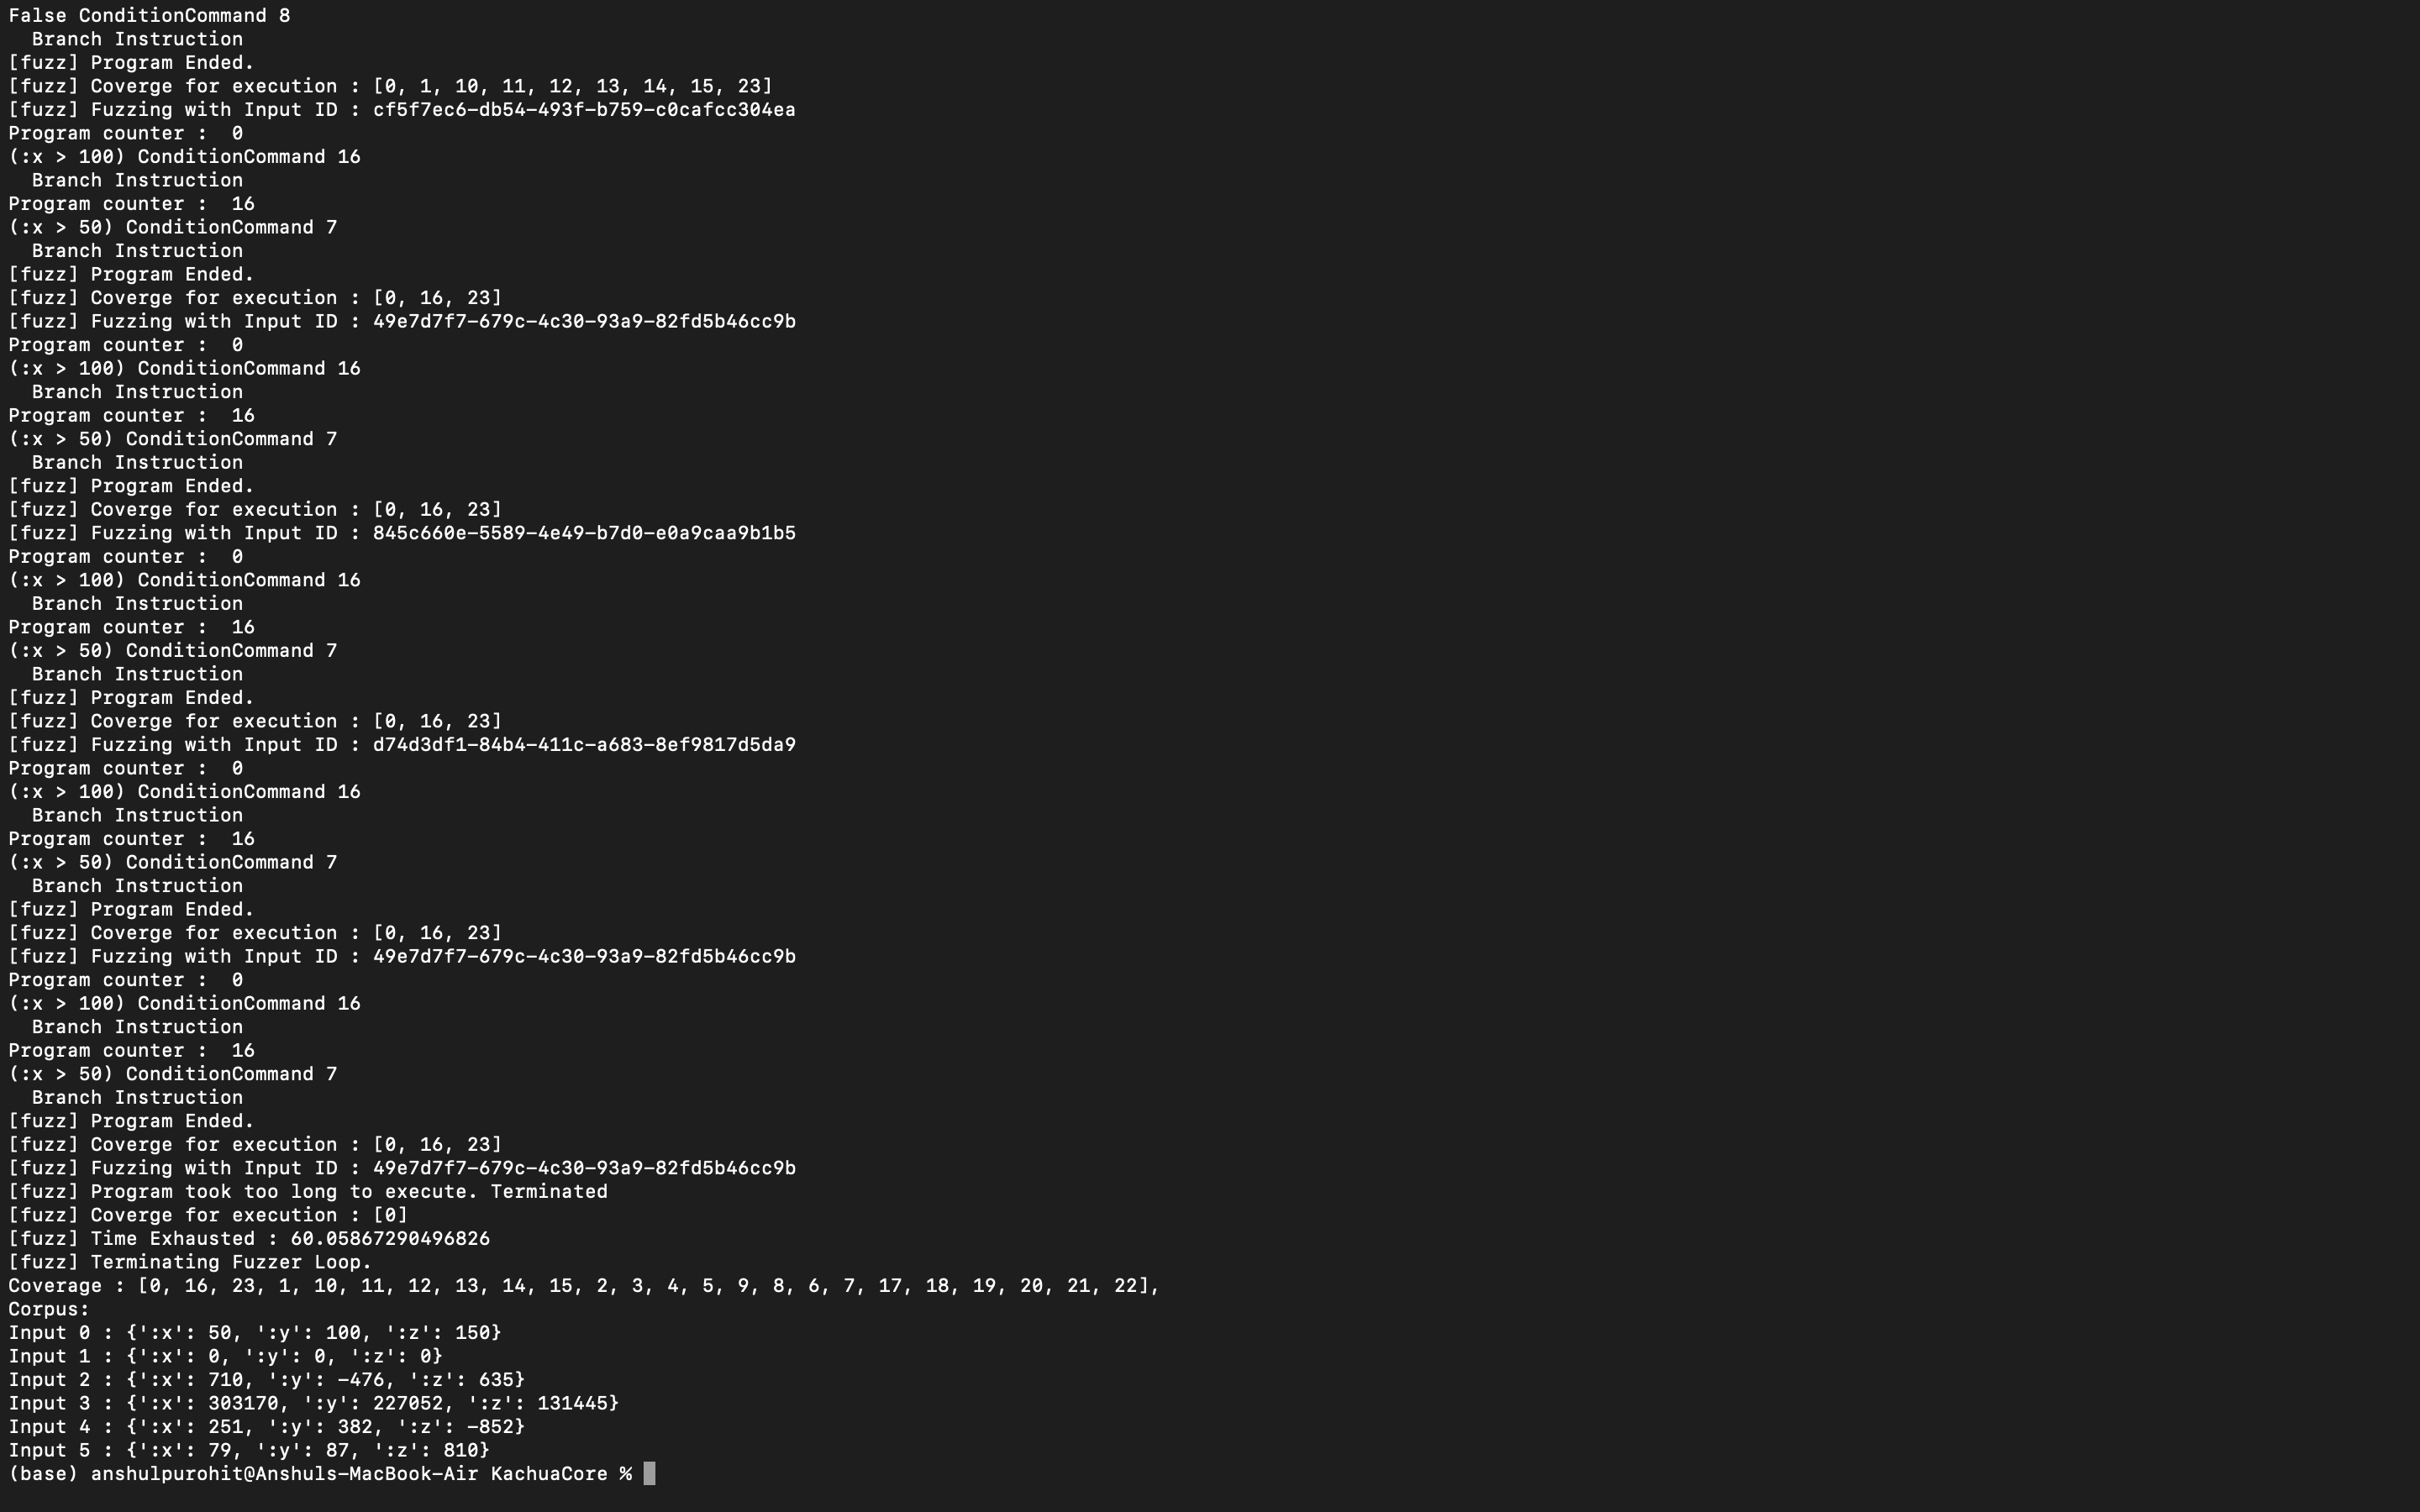 False ConditionCommand 8
  Branch Instruction
[fuzz] Program Ended.
[fuzz] Coverge for execution : [0, 1, 10, 11, 12, 13, 14, 15, 23]
[fuzz] Fuzzing with Input ID : cf5f7ec6-db54-493f-b759-c0cafcc304ea
Program counter :  0
(:x > 100) ConditionCommand 16
  Branch Instruction
Program counter :  16
(:x > 50) ConditionCommand 7
  Branch Instruction
[fuzz] Program Ended.
[fuzz] Coverge for execution : [0, 16, 23]
[fuzz] Fuzzing with Input ID : 49e7d7f7-679c-4c30-93a9-82fd5b46cc9b
Program counter :  0
(:x > 100) ConditionCommand 16
  Branch Instruction
Program counter :  16
(:x > 50) ConditionCommand 7
  Branch Instruction
[fuzz] Program Ended.
[fuzz] Coverge for execution : [0, 16, 23]
[fuzz] Fuzzing with Input ID : 845c660e-5589-4e49-b7d0-e0a9caa9b1b5
Program counter :  0
(:x > 100) ConditionCommand 16
  Branch Instruction
Program counter :  16
(:x > 50) ConditionCommand 7
  Branch Instruction
[fuzz] Program Ended.
[fuzz] Coverge for execution : [0, 16, 23]
[fuzz] Fuzzing with Input ID : d74d3df1-84b4-411c-a683-8ef9817d5da9
Program counter :  0
(:x > 100) ConditionCommand 16
  Branch Instruction
Program counter :  16
(:x > 50) ConditionCommand 7
  Branch Instruction
[fuzz] Program Ended.
[fuzz] Coverge for execution : [0, 16, 23]
[fuzz] Fuzzing with Input ID : 49e7d7f7-679c-4c30-93a9-82fd5b46cc9b
Program counter :  0
(:x > 100) ConditionCommand 16
  Branch Instruction
Program counter :  16
(:x > 50) ConditionCommand 7
  Branch Instruction
[fuzz] Program Ended.
[fuzz] Coverge for execution : [0, 16, 23]
[fuzz] Fuzzing with Input ID : 49e7d7f7-679c-4c30-93a9-82fd5b46cc9b
[fuzz] Program took too long to execute. Terminated
[fuzz] Coverge for execution : [0]
[fuzz] Time Exhausted : 60.05867290496826
[fuzz] Terminating Fuzzer Loop.
Coverage : [0, 16, 23, 1, 10, 11, 12, 13, 14, 15, 2, 3, 4, 5, 9, 8, 6, 7, 17, 18, 19, 20, 21, 22],
Corpus:
Input 0 : {':x': 50, ':y': 100, ':z': 150}
Input 1 : {':x': 0, ':y': 0, ':z': 0}
Input 2 : {':x': 710, ':y': -476, ':z': 635}
Input 3 : {':x': 303170, ':y': 227052, ':z': 131445}
Input 4 : {':x': 251, ':y': 382, ':z': -852}
Input 5 : {':x': 79, ':y': 87, ':z': 810}
(base) anshulpurohit@Anshuls-MacBook-Air KachuaCore %